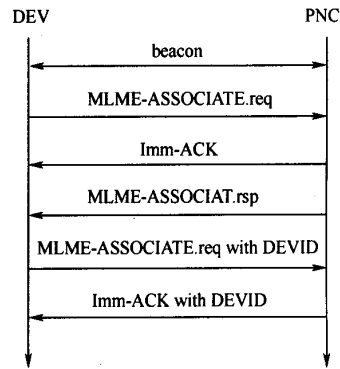 DEV PNC
beacon
MLME-ASSOCIATE.req
Imm-ACK
MLME-ASSOCIAT.rsp
MLME-ASSOCIATE.req with DEVID
Imm-ACK with DEVID